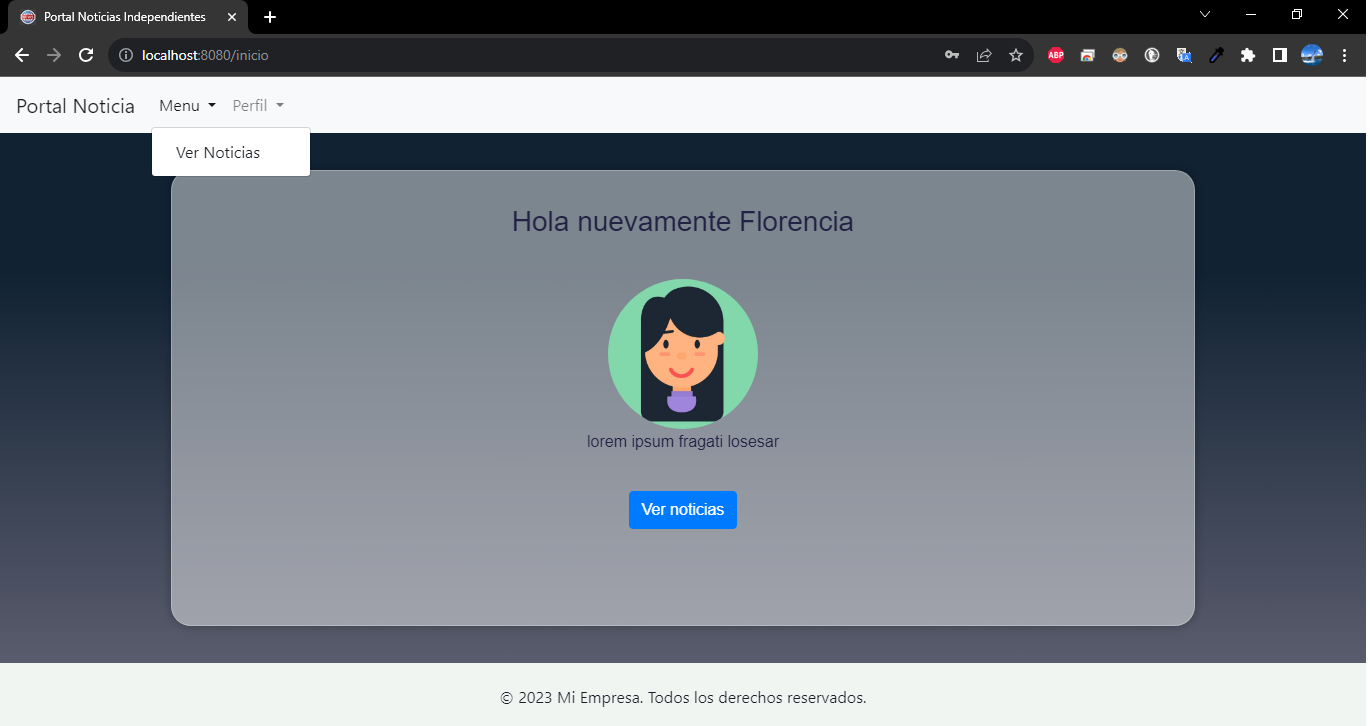 Portal Noticias Independientes
localhost:8080/inicio
ABP
Portal Noticia Menu Perfil
Ver Noticias
Hola nuevamente Florencia
lorem ipsum fragati losesar
Ver noticias
© 2023 Mi Empresa. Todos los derechos reservados.